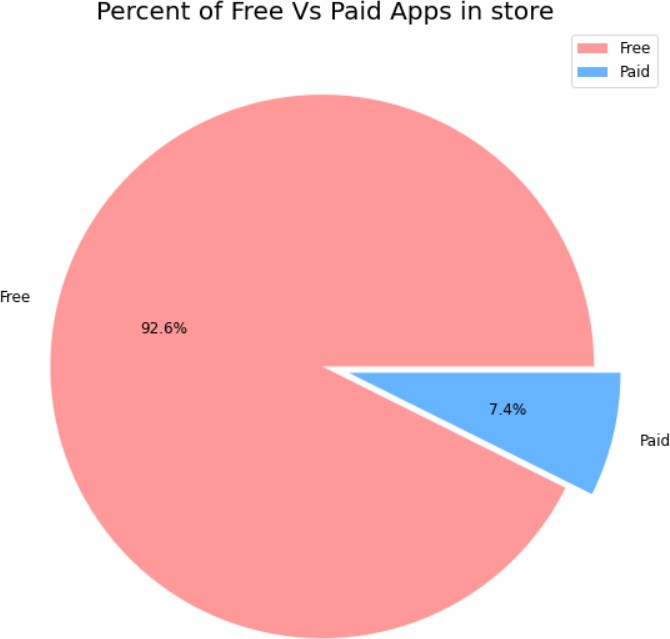 Percent of Free Vs Paid Apps in store
Free
Paid
Free
92.6%
7.4%
Paid